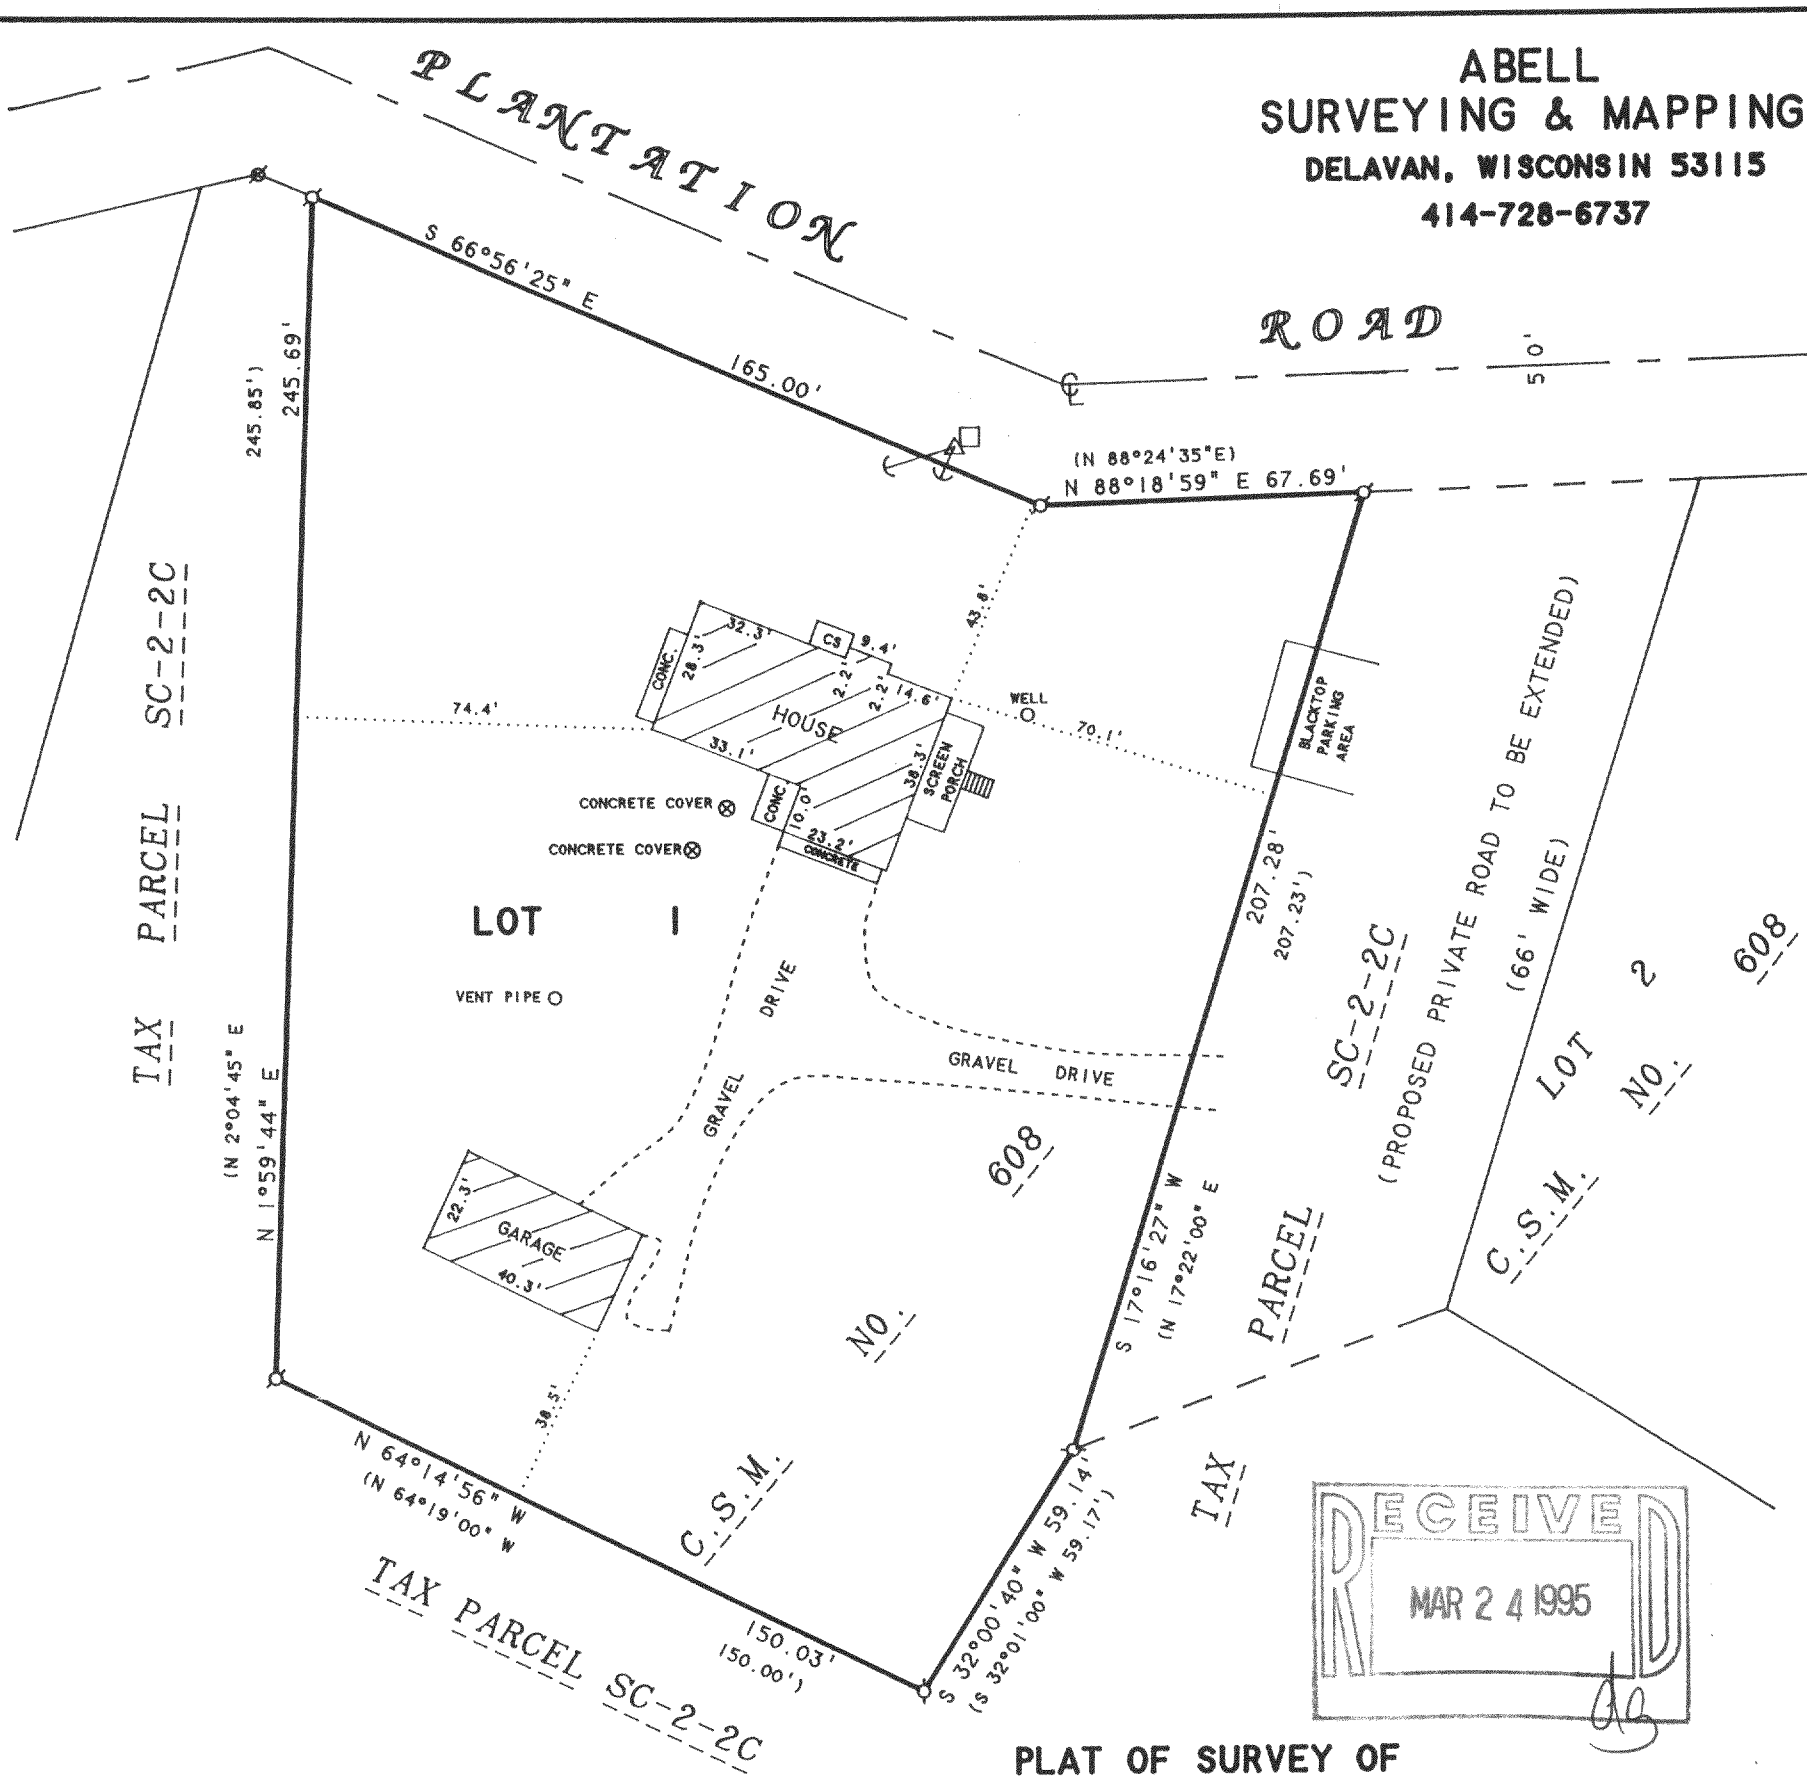 ABELL
SURVEYING & MAPPING
DELAVAN, WISCONSIN 53115
414-728-6737
PLANTATION
ROAD
50'
S 66°56'25" E
165.00'
(N 88°24'35"E)
N 88°18'59" E 67.69'
245.85')
245.69'
43.8'
TAX PARCEL SC-2-2C
32.3'
CS
9.4'
CONC.
28.3'
2.2'
2.2'
14.6'
HOUSE
74.4'
33.1'
WELL
70.1'
38.3'
SCREEN
PORCH
BLACKTOP
PARKING
AREA
CONCRETE COVER
CONC.
10.0'
23.2'
CONCRETE
CONCRETE COVER
LOT 1
VENT PIPE
GRAVEL DRIVE
GRAVEL DRIVE
207.28'
207.23')
(PROPOSED PRIVATE ROAD TO BE EXTENDED)
(66' WIDE)
LOT 2
C.S.M. NO. 608
TAX PARCEL SC-2-2C
(N 2°04'45" E
N 1°59'44" E
22.3'
GARAGE
40.3'
38.5'
C.S.M. NO. 608
S 17°16'27" W
(N 17°22'00" E
N 64°14'56" W
(N 64°19'00" W
150.03'
150.00')
S 32°00'40" W 59.14'
(S 32°01'00" W 59.17')
TAX PARCEL SC-2-2C
RECEIVED
MAR 24 1995
PLAT OF SURVEY OF